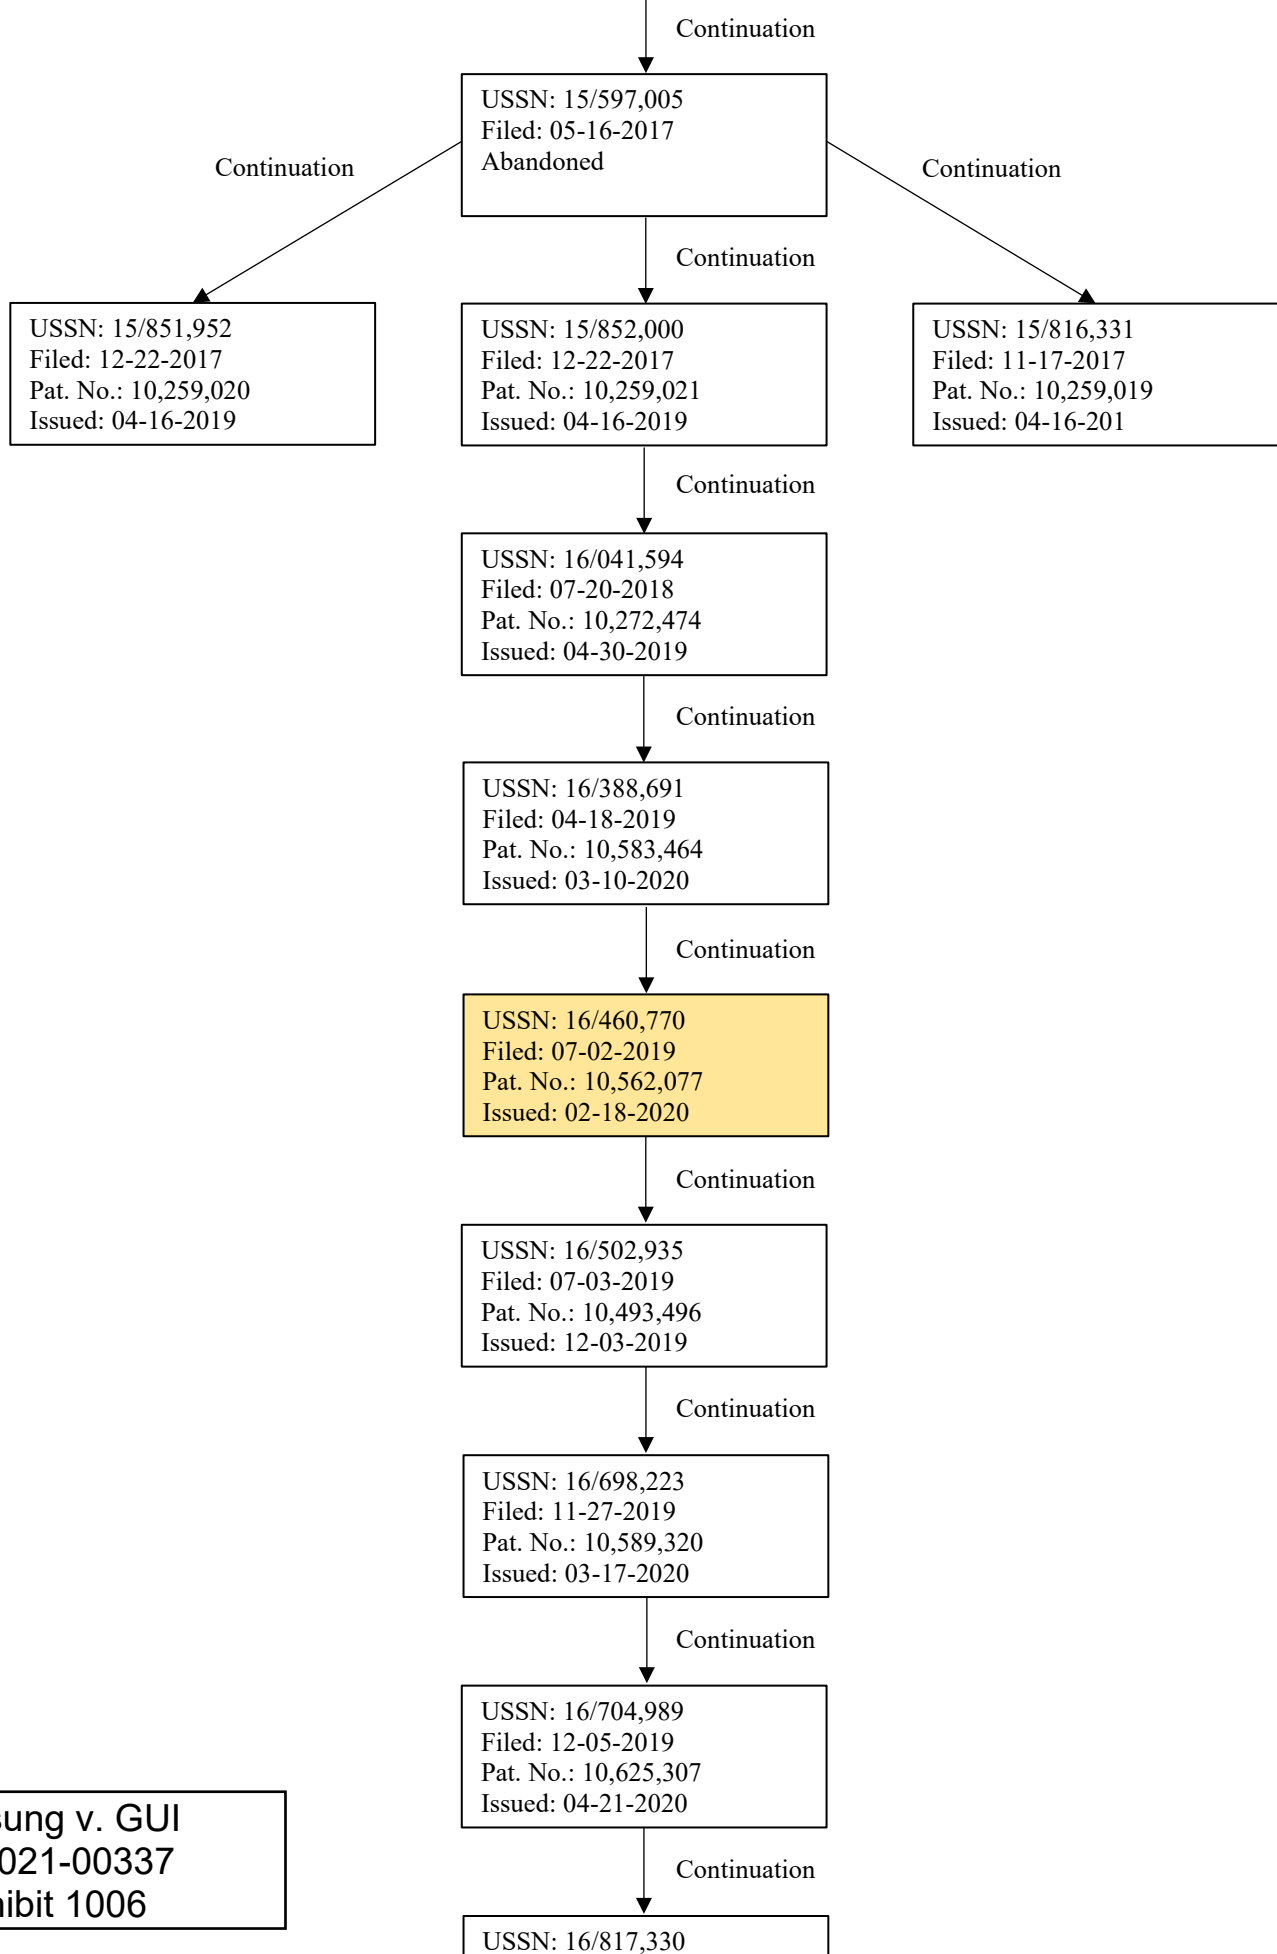 Continuation
USSN: 15/597,005
Filed: 05-16-2017
Abandoned
Continuation
Continuation
Continuation
USSN: 15/851,952
Filed: 12-22-2017
Pat. No.: 10,259,020
Issued: 04-16-2019
USSN: 15/852,000
Filed: 12-22-2017
Pat. No.: 10,259,021
Issued: 04-16-2019
USSN: 15/816,331
Filed: 11-17-2017
Pat. No.: 10,259,019
Issued: 04-16-201
Continuation
USSN: 16/041,594
Filed: 07-20-2018
Pat. No.: 10,272,474
Issued: 04-30-2019
Continuation
USSN: 16/388,691
Filed: 04-18-2019
Pat. No.: 10,583,464
Issued: 03-10-2020
Continuation
USSN: 16/460,770
Filed: 07-02-2019
Pat. No.: 10,562,077
Issued: 02-18-2020
Continuation
USSN: 16/502,935
Filed: 07-03-2019
Pat. No.: 10,493,496
Issued: 12-03-2019
Continuation
USSN: 16/698,223
Filed: 11-27-2019
Pat. No.: 10,589,320
Issued: 03-17-2020
Continuation
USSN: 16/704,989
Filed: 12-05-2019
Pat. No.: 10,625,307
Issued: 04-21-2020
Continuation
USSN: 16/817,330
sung v. GUI
021-00337
ibit 1006